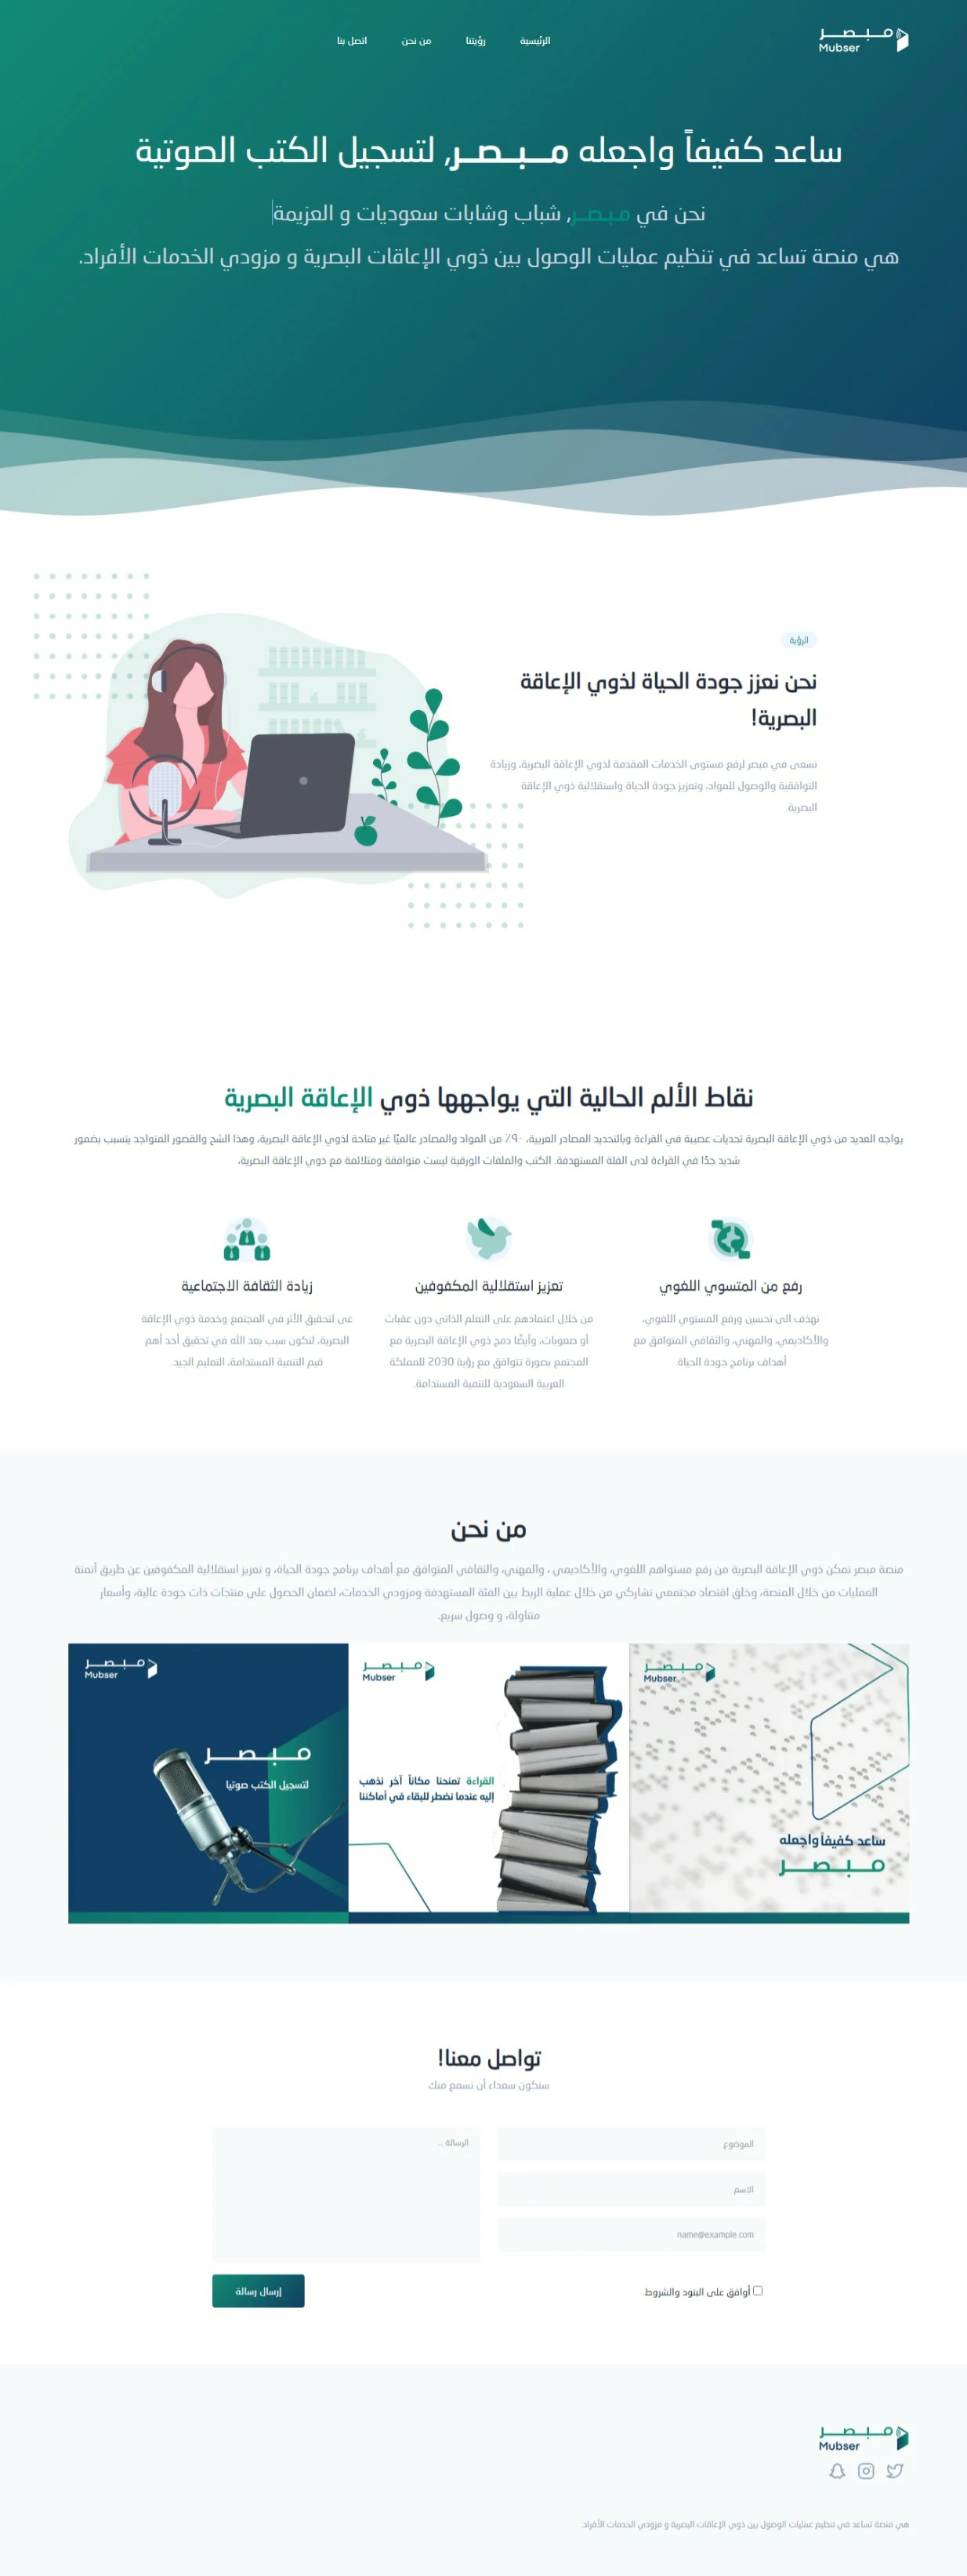 مـبـصـر
Mubser
الرئيسية
رؤيتنا
من نحن
اتصل بنا
ساعد كفيفاً واجعله مـــبـــصـــر, لتسجيل الكتب الصوتية
نحن في مبصـر, شباب وشابات سعوديات و العزيمة
هي منصة تساعد في تنظيم عمليات الوصول بين ذوي الإعاقات البصرية و مزودي الخدمات الأفراد.
الرؤية
نحن نعزز جودة الحياة لذوي الإعاقة
البصرية!
نسعى في مبصر لرفع مستوى الخدمات المقدمة لذوي الإعاقة البصرية، وزيادة
التوافقية والوصول للمواد، وتعزيز جودة الحياة واستقلالية ذوي الإعاقة
البصرية.
نقاط الألم الحالية التي يواجهها ذوي الإعاقة البصرية
يواجه العديد من ذوي الإعاقة البصرية تحديات عصيبة في القراءة وبالتحديد المصادر العربية، ٩٠٪ من المواد والمصادر عالميًا غير متاحة لذوي الإعاقة البصرية، وهذا الشح والقصور المتواجد يتسبب بضمور
شديد جدًا في القراءة لدى الفئة المستهدفة. الكتب والملفات الورقية ليست متوافقة ومتلائمة مع ذوي الإعاقة البصرية،
رفع من المتسوي اللغوي
نهدف الى تحسين ورفع المستوي اللغوي،
والأكاديمي، والمهني، والثقافي المتوافق مع
أهداف برنامج جودة الحياة.
تعزيز استقلالية المكفوفين
من خلال اعتمادهم على التعلم الذاتي دون عقبات
أو صعوبات، وأيضًا دمج ذوي الإعاقة البصرية مع
المجتمع بصورة تتوافق مع رؤية 2030 للمملكة
العربية السعودية للتنمية المستدامة.
زيادة الثقافة الاجتماعية
عى لتحقيق الأثر في المجتمع وخدمة ذوي الإعاقة
البصرية، لنكون سبب بعد الله في تحقيق أحد أهم
قيم التنمية المستدامة، التعليم الجيد.
من نحن
منصة مبصر تمكن ذوي الإعاقة البصرية من رفع مستواهم اللغوي، والأكاديمي ، والمهني، والثقافي المتوافق مع أهداف برنامج جودة الحياة، و تعزيز استقلالية المكفوفين عن طريق أتمتة
العمليات من خلال المنصة، وخلق اقتصاد مجتمعي تشاركي من خلال عملية الربط بين الفئة المستهدفة ومزودي الخدمات، لضمان الحصول على منتجات ذات جودة عالية، وأسعار
متناولة، و وصول سريع.
مـبـصـر
Mubser
ساعد كفيفاً واجعله
مـبـصـر
مـبـصـر
Mubser
القراءة تمنحنا مكاناً آخر نذهب
إليه عندما نضطر للبقاء في أماكننا
مـبـصـر
Mubser
مـبـصـر
لتسجيل الكتب صوتيا
تواصل معنا!
سنكون سعداء أن نسمع منك
الموضوع
الاسم
name@example.com
الرسالة ...
أوافق على البنود والشروط.
إرسال رسالة
مـبـصـر
Mubser
هي منصة تساعد في تنظيم عمليات الوصول بين ذوي الإعاقات البصرية و مزودي الخدمات الأفراد.